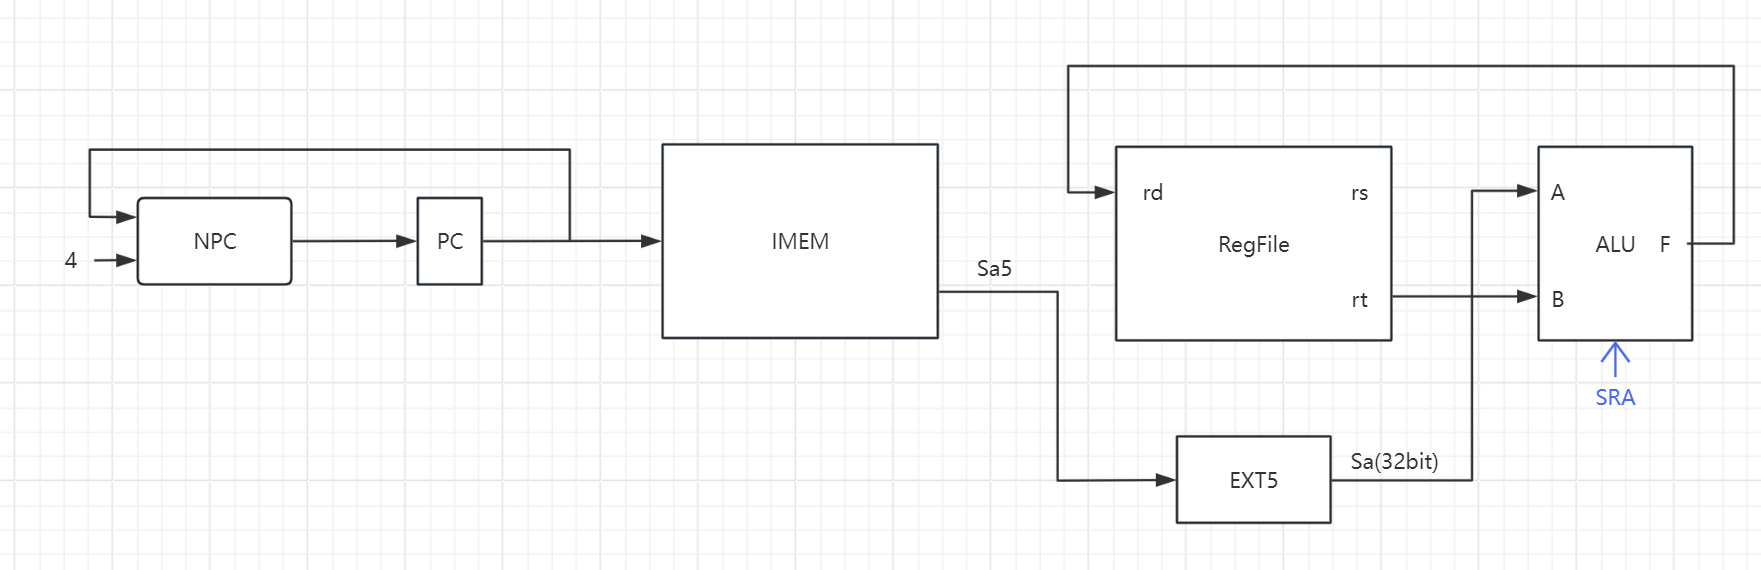 rd
rs
NPC
PC
IMEM
A
4
RegFile
ALU
F
Sa5
rt
B
SRA
EXT5
Sa(32bit)